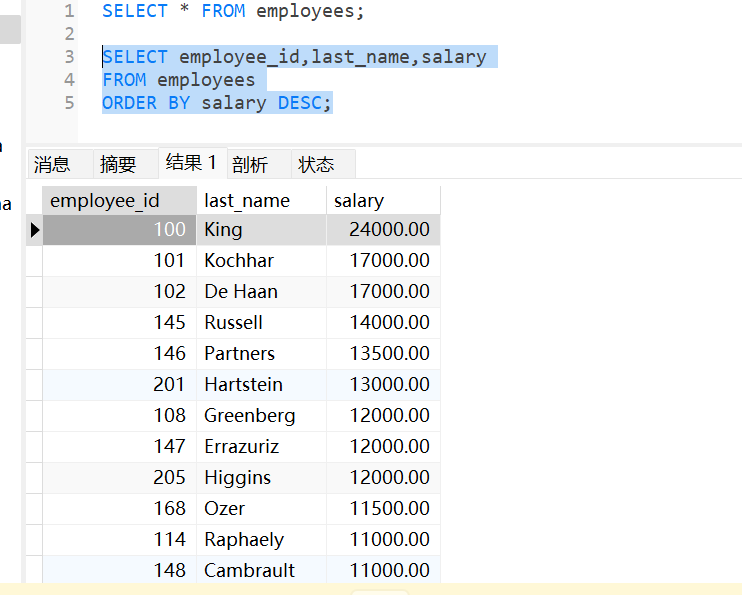 1 SELECT * FROM employees;
2
3 SELECT employee_id,last_name,salary
4 FROM employees
5 ORDER BY salary DESC;
消息 摘要 结果 1 剖析 状态
employee_id last_name salary
100 King 24000.00
101 Kochhar 17000.00
102 De Haan 17000.00
145 Russell 14000.00
146 Partners 13500.00
201 Hartstein 13000.00
108 Greenberg 12000.00
147 Errazuriz 12000.00
205 Higgins 12000.00
168 Ozer 11500.00
114 Raphaely 11000.00
148 Cambrault 11000.00